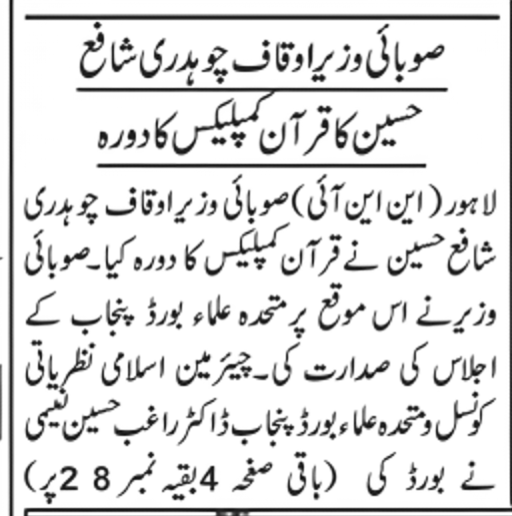 صوبائی وزیر اوقاف چوہدری شافع
حسین کا قرآن کمپلیکس کا دورہ
لاہور (این این آئی) صوبائی وزیر اوقاف چوہدری
شافع حسین نے قرآن کمپلیکس کا دورہ کیا۔ صوبائی
وزیر نے اس موقع پر متحدہ علماء بورڈ پنجاب کے
اجلاس کی صدارت کی۔ چیئرمین اسلامی نظریاتی
کونسل و متحدہ علماء بورڈ پنجاب ڈاکٹر راغب حسین نعیمی
نے بورڈ کی (باقی صفحہ 4 بقیہ نمبر 28 پر)